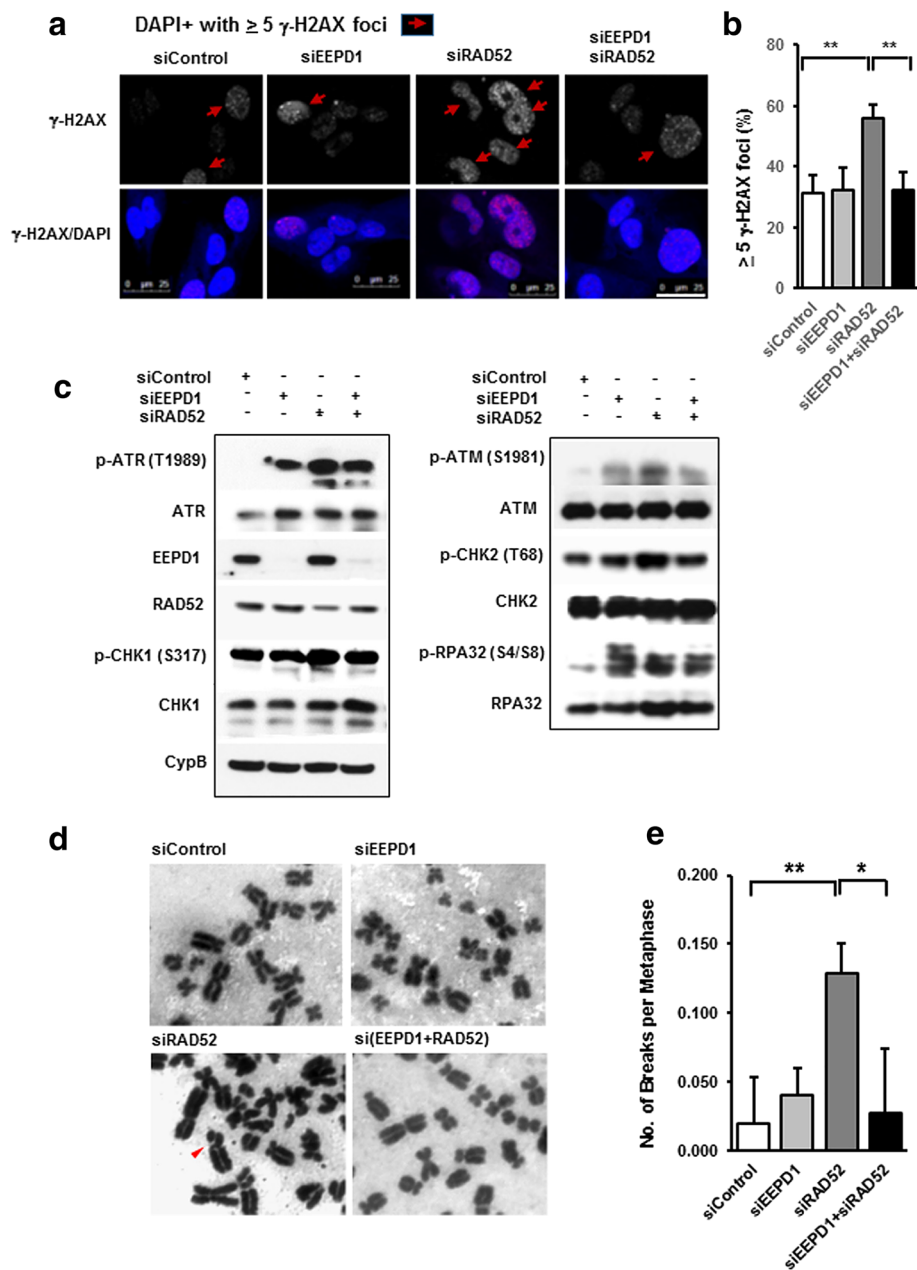 a
DAPI+ with ≥ 5 γ-H2AX foci
siControl
siEEPD1
siRAD52
siEEPD1
siRAD52
γ-H2AX
γ-H2AX/DAPI
0 µm 25
0 µm 25
0 µm 25
0 µm 25
b
≥ 5 γ-H2AX foci (%)
80
60
40
20
0
** **
siControl
siEEPD1
siRAD52
siEEPD1+siRAD52
c
siControl + - - -
siEEPD1 - + - +
siRAD52 - - + +
p-ATR (T1989)
ATR
EEPD1
RAD52
p-CHK1 (S317)
CHK1
CypB
siControl + - - -
siEEPD1 - + - +
siRAD52 - - + +
p-ATM (S1981)
ATM
p-CHK2 (T68)
CHK2
p-RPA32 (S4/S8)
RPA32
d
siControl
siEEPD1
siRAD52
si(EEPD1+RAD52)
e
No. of Breaks per Metaphase
0.200
0.150
0.100
0.050
0.000
** *
siControl
siEEPD1
siRAD52
siEEPD1+siRAD52